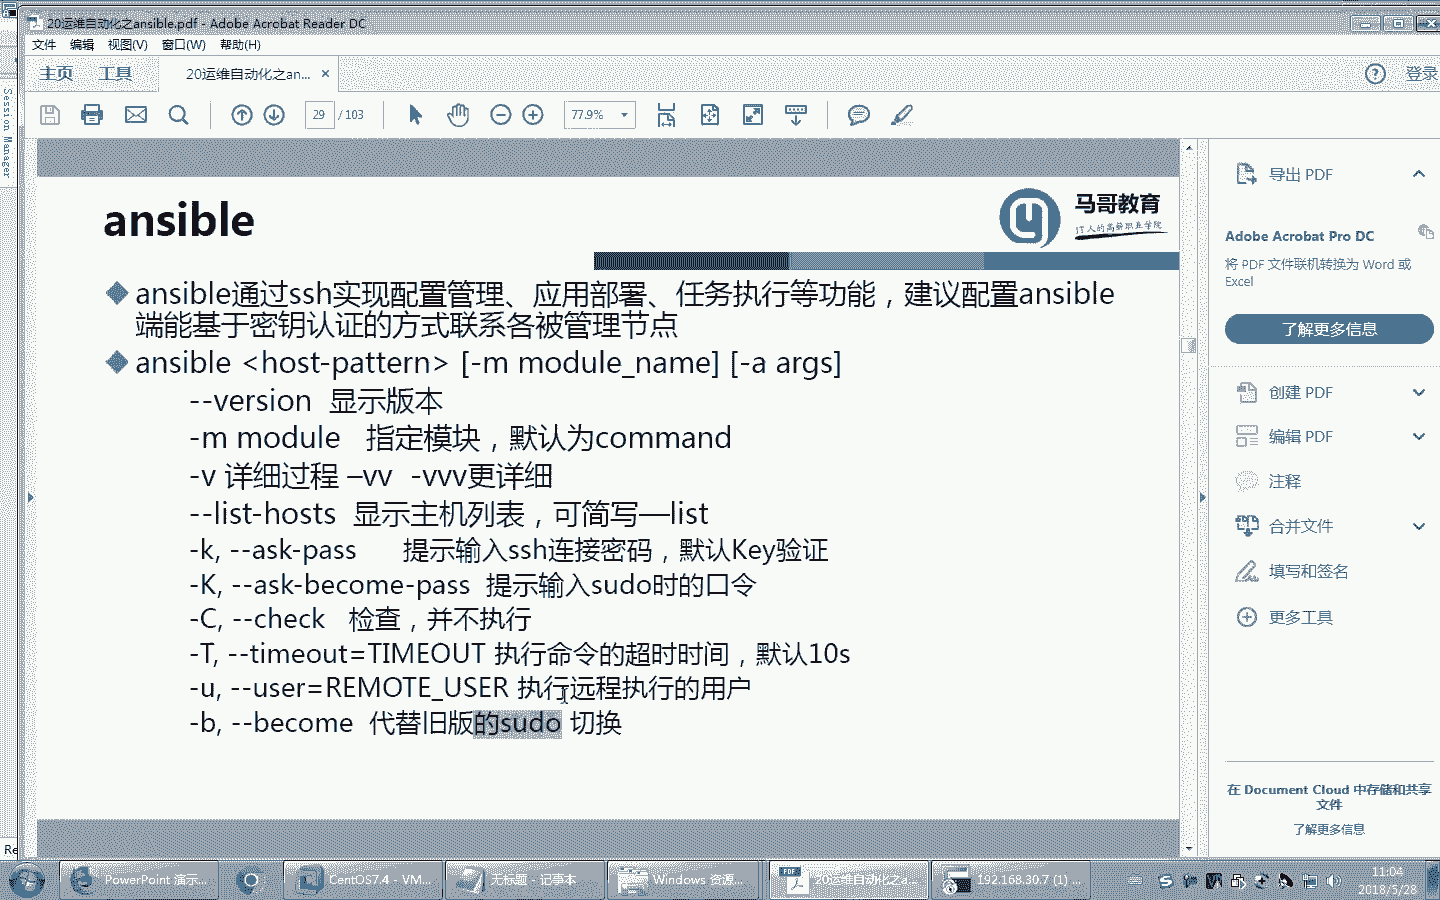 20运维自动化之ansible.pdf - Adobe Acrobat Reader DC
文件 编辑 视图(V) 窗口(W) 帮助(H)
主页 工具 20运维自动化之an... × 登录
29 / 103 77.9%
Session Manager
ansible
马哥教育
IT人的高薪职业学院
ansible通过ssh实现配置管理、应用部署、任务执行等功能，建议配置ansible
端能基于密钥认证的方式联系各被管理节点
ansible <host-pattern> [-m module_name] [-a args]
--version 显示版本
-m module 指定模块，默认为command
-v 详细过程 –vv -vvv更详细
--list-hosts 显示主机列表，可简写—list
-k, --ask-pass 提示输入ssh连接密码，默认Key验证
-K, --ask-become-pass 提示输入sudo时的口令
-C, --check 检查，并不执行
-T, --timeout=TIMEOUT 执行命令的超时时间，默认10s
-u, --user=REMOTE_USER 执行远程执行的用户
-b, --become 代替旧版的sudo 切换
导出 PDF
Adobe Acrobat Pro DC
将 PDF 文件联机转换为 Word 或
Excel
了解更多信息
创建 PDF
编辑 PDF
注释
合并文件
填写和签名
更多工具
在 Document Cloud 中存储和共享
文件
了解更多信息
Re
PowerPoint 演示... CentOS7.4 - VM... 无标题 - 记事本 Windows 资源... 20运维自动化之a... 192.168.30.7 (1) ...
11:04
2018/5/28